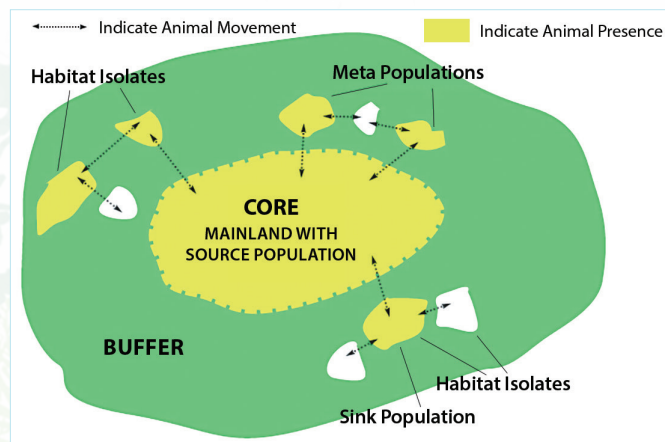 Indicate Animal Movement
Indicate Animal Presence
Habitat Isolates
Meta Populations
CORE
MAINLAND WITH
SOURCE POPULATION
BUFFER
Habitat Isolates
Sink Population